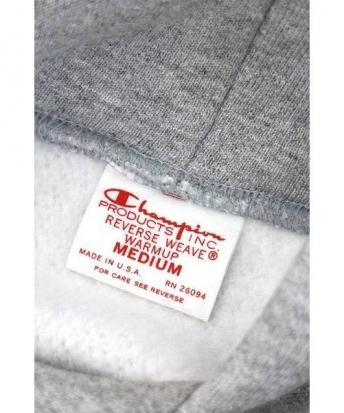 Champion
PRODUCTS INC.
REVERSE WEAVE®
WARMUP
MEDIUM
MADE IN U.S.A. RN 26094
FOR CARE SEE REVERSE